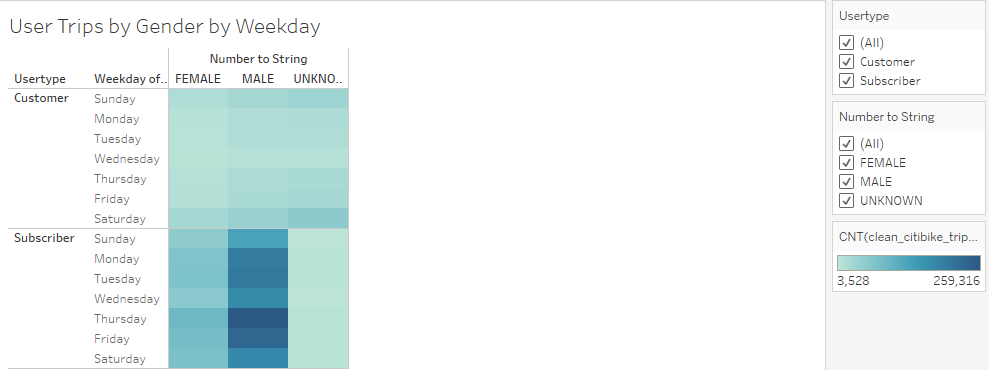 User Trips by Gender by Weekday
Number to String
Usertype Weekday of.. FEMALE MALE UNKNO..
Customer Sunday
Monday
Tuesday
Wednesday
Thursday
Friday
Saturday
Subscriber Sunday
Monday
Tuesday
Wednesday
Thursday
Friday
Saturday
Usertype
(All)
Customer
Subscriber
Number to String
(All)
FEMALE
MALE
UNKNOWN
CNT(clean_citibike_trip...
3,528 259,316